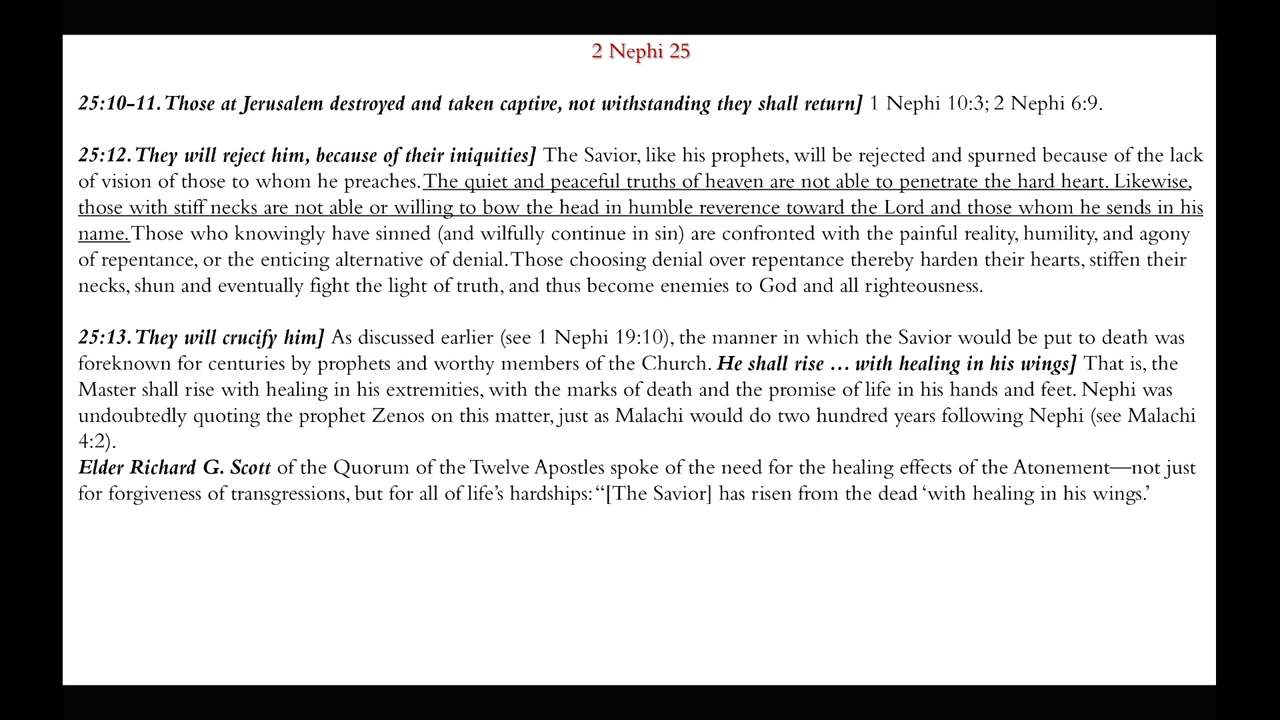 2 Nephi 25
25:10-11. Those at Jerusalem destroyed and taken captive, not withstanding they shall return] 1 Nephi 10:3; 2 Nephi 6:9.
25:12. They will reject him, because of their iniquities] The Savior, like his prophets, will be rejected and spurned because of the lack
of vision of those to whom he preaches. The quiet and peaceful truths of heaven are not able to penetrate the hard heart. Likewise,
those with stiff necks are not able or willing to bow the head in humble reverence toward the Lord and those whom he sends in his
name. Those who knowingly have sinned (and wilfully continue in sin) are confronted with the painful reality, humility, and agony
of repentance, or the enticing alternative of denial. Those choosing denial over repentance thereby harden their hearts, stiffen their
necks, shun and eventually fight the light of truth, and thus become enemies to God and all righteousness.
25:13. They will crucify him] As discussed earlier (see 1 Nephi 19:10), the manner in which the Savior would be put to death was
foreknown for centuries by prophets and worthy members of the Church. He shall rise … with healing in his wings] That is, the
Master shall rise with healing in his extremities, with the marks of death and the promise of life in his hands and feet. Nephi was
undoubtedly quoting the prophet Zenos on this matter, just as Malachi would do two hundred years following Nephi (see Malachi
4:2).
Elder Richard G. Scott of the Quorum of the Twelve Apostles spoke of the need for the healing effects of the Atonement—not just
for forgiveness of transgressions, but for all of life’s hardships: “[The Savior] has risen from the dead ‘with healing in his wings.’